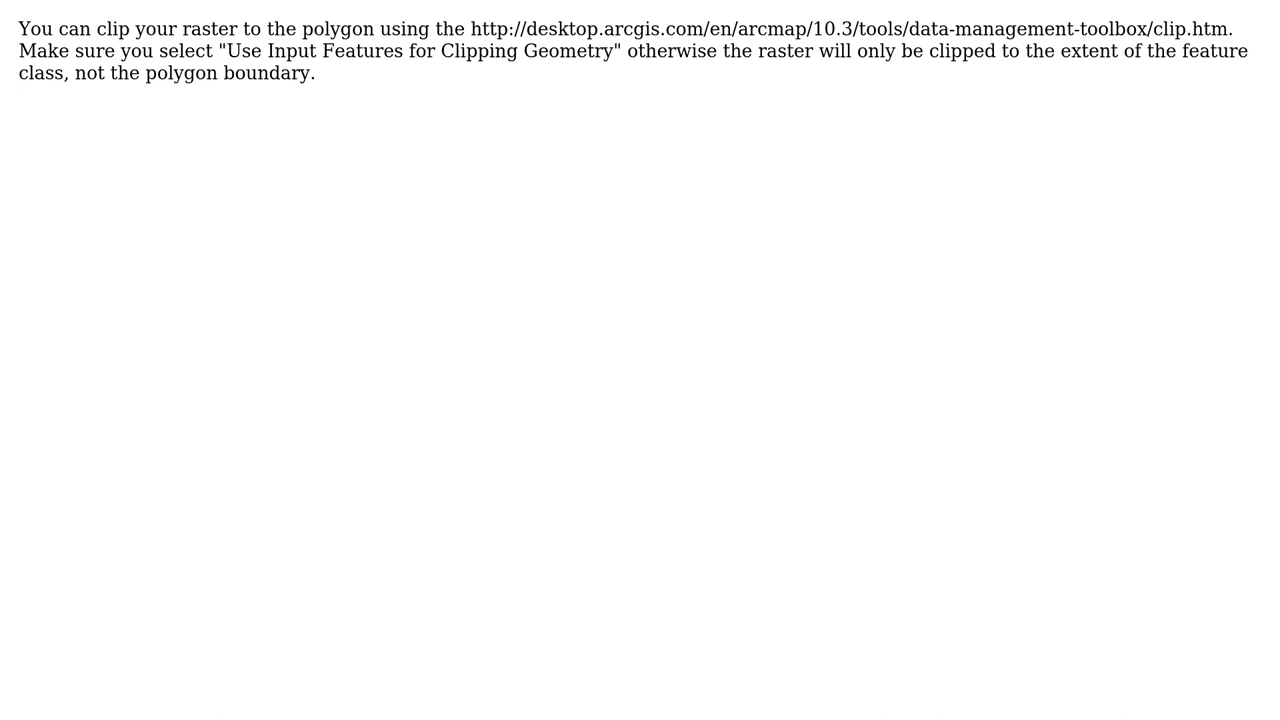 You can clip your raster to the polygon using the http://desktop.arcgis.com/en/arcmap/10.3/tools/data-management-toolbox/clip.htm.
Make sure you select "Use Input Features for Clipping Geometry" otherwise the raster will only be clipped to the extent of the feature
class, not the polygon boundary.